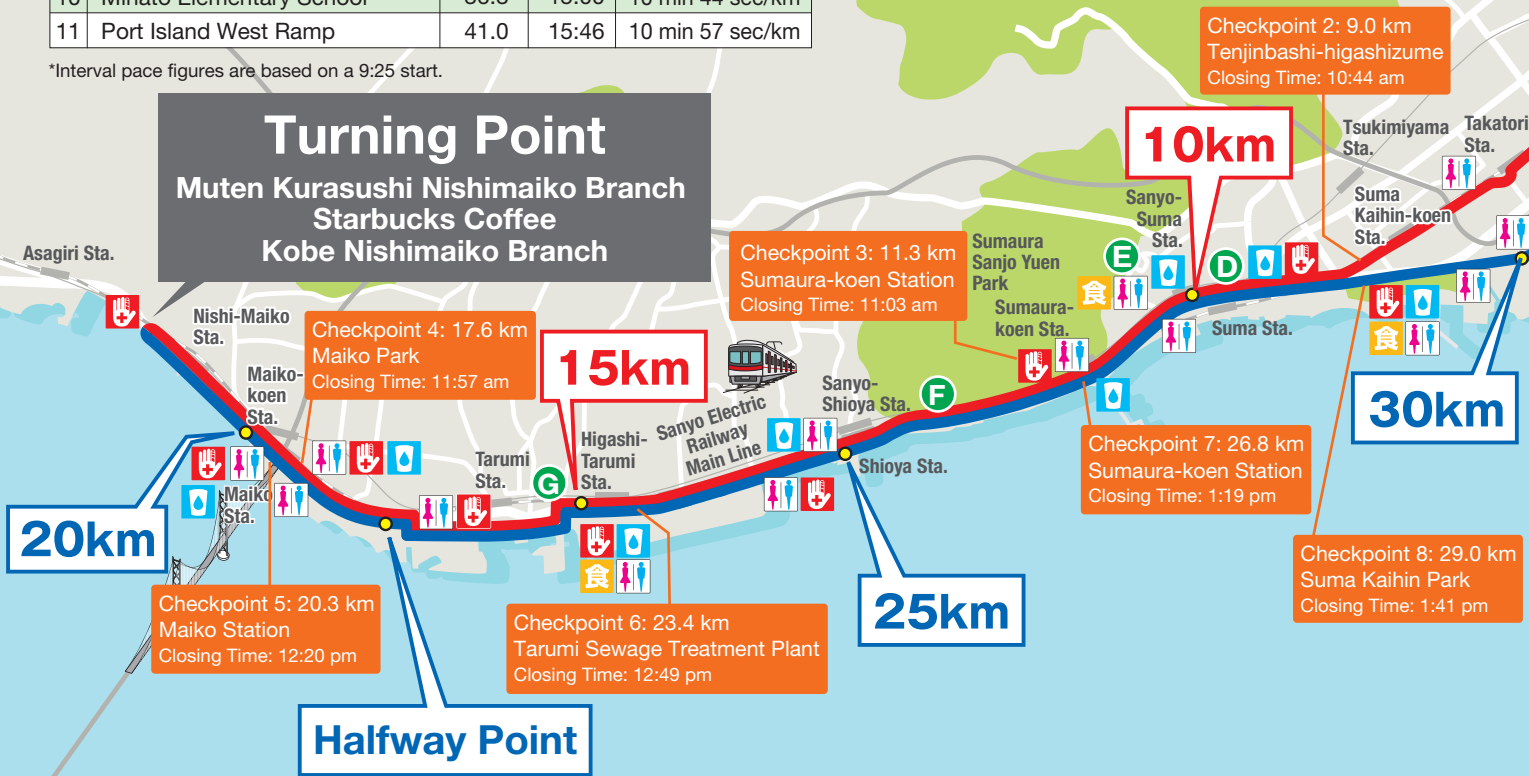 11 Port Island West Ramp 41.0 15:46 10 min 57 sec/km
*Interval pace figures are based on a 9:25 start.
Turning Point
Muten Kurasushi Nishimaiko Branch
Starbucks Coffee
Kobe Nishimaiko Branch
Checkpoint 2: 9.0 km
Tenjinbashi-higashizume
Closing Time: 10:44 am
10km
Tsukimiyama
Sta.
Takatori
Sta.
Suma
Kaihin-koen
Sta.
Sanyo-
Suma
Sta.
E
D
食
Checkpoint 3: 11.3 km
Sumaura-koen Station
Closing Time: 11:03 am
Sumaura
Sanjo Yuen
Park
Sumaura-
koen Sta.
Suma Sta.
Asagiri Sta.
Nishi-Maiko
Sta.
Checkpoint 4: 17.6 km
Maiko Park
Closing Time: 11:57 am
Maiko-
koen
Sta.
15km
Sanyo-
Shioya Sta.
F
Sanyo Electric
Railway
Main Line
Higashi-
Tarumi
Sta.
Tarumi
Sta.
G
Shioya Sta.
食
30km
Checkpoint 7: 26.8 km
Sumaura-koen Station
Closing Time: 1:19 pm
Maiko
Sta.
20km
食
Checkpoint 8: 29.0 km
Suma Kaihin Park
Closing Time: 1:41 pm
25km
Checkpoint 5: 20.3 km
Maiko Station
Closing Time: 12:20 pm
Checkpoint 6: 23.4 km
Tarumi Sewage Treatment Plant
Closing Time: 12:49 pm
Halfway Point